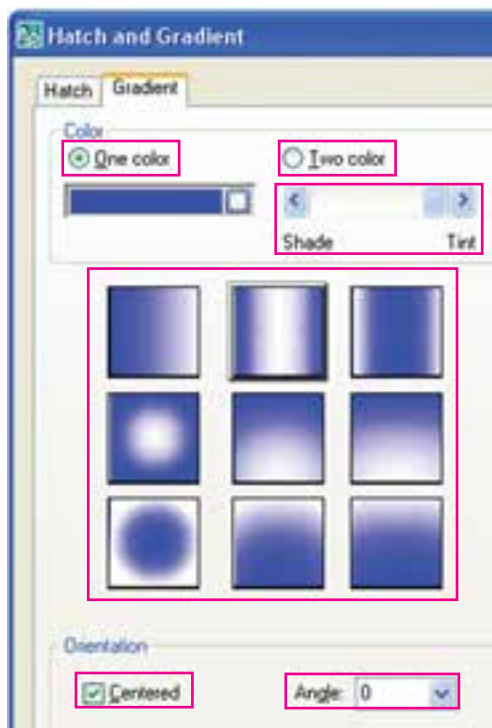 Hatch and Gradient
Hatch Gradient
Color
One color Two color
Shade Tint
Orientation
Centered Angle: 0